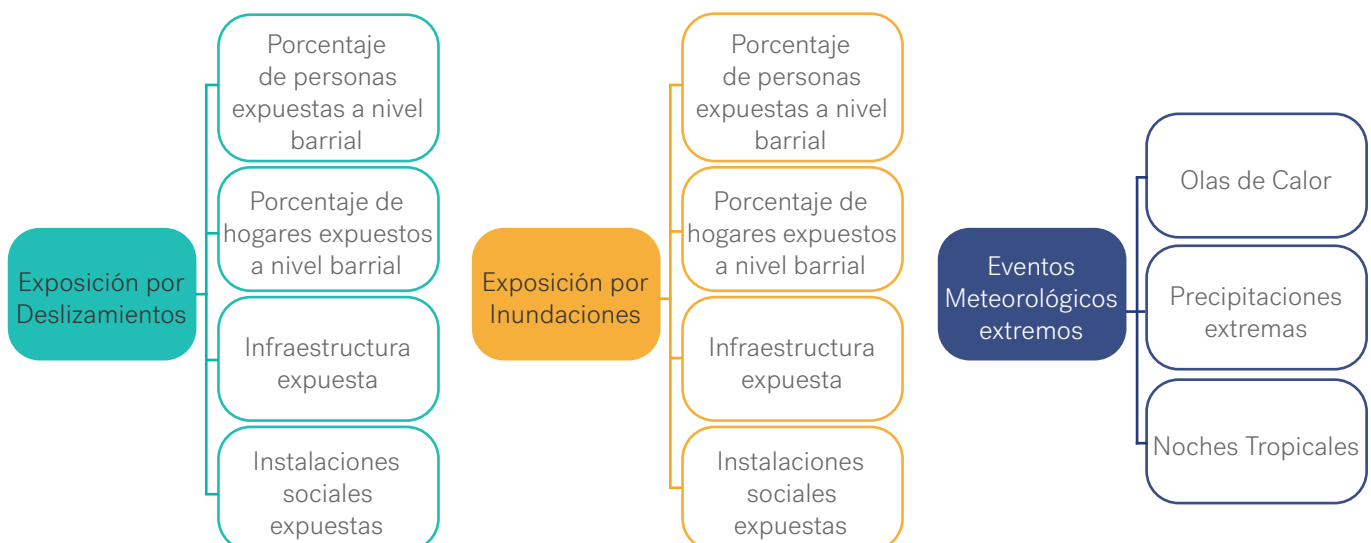 Exposición por
Deslizamientos
Porcentaje
de personas
expuestas a nivel
barrial
Porcentaje de
hogares expuestos
a nivel barrial
Infraestructura
expuesta
Instalaciones
sociales
expuestas
Exposición por
Inundaciones
Porcentaje
de personas
expuestas a nivel
barrial
Porcentaje de
hogares expuestos
a nivel barrial
Infraestructura
expuesta
Instalaciones
sociales
expuestas
Eventos
Meteorológicos
extremos
Olas de Calor
Precipitaciones
extremas
Noches Tropicales